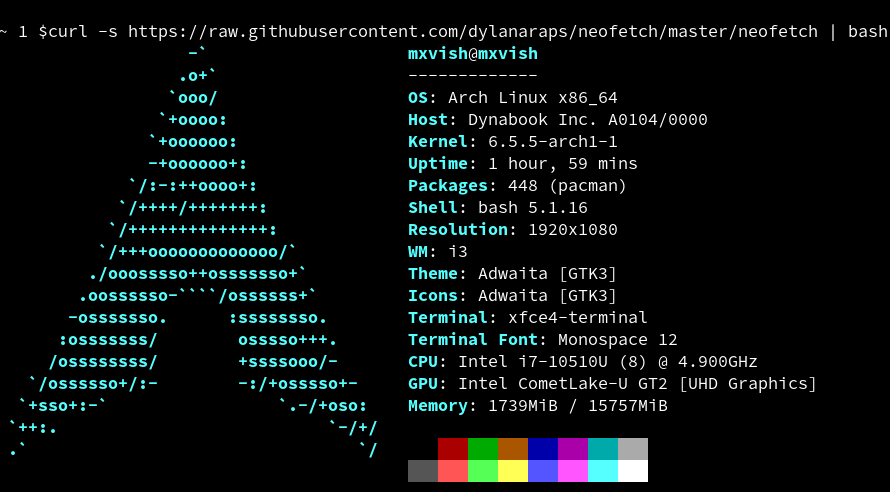 ~ 1 $curl -s https://raw.githubusercontent.com/dylanaraps/neofetch/master/neofetch | bash
-`                    mxvish@mxvish
.o+`                   -------------
`ooo/                   OS: Arch Linux x86_64
`+oooo:                  Host: Dynabook Inc. A0104/0000
`+oooooo:                 Kernel: 6.5.5-arch1-1
-+oooooo+:                Uptime: 1 hour, 59 mins
`/:-:++oooo+:               Packages: 448 (pacman)
`/++++/+++++++:              Shell: bash 5.1.16
`/++++++++++++++:             Resolution: 1920x1080
`/+++ooooooooooooo/`           WM: i3
./ooosssso++osssssso+`          Theme: Adwaita [GTK3]
.oossssso-````/ossssss+`         Icons: Adwaita [GTK3]
-osssssso.      :ssssssso.        Terminal: xfce4-terminal
:osssssss/        osssso+++.       Terminal Font: Monospace 12
/ossssssss/        +ssssooo/-       CPU: Intel i7-10510U (8) @ 4.900GHz
`/ossssso+/:-        -:/+osssso+-     GPU: Intel CometLake-U GT2 [UHD Graphics]
`+sso+:-`                 `.-/+oso:    Memory: 1739MiB / 15757MiB
`++:.                           `-/+/
.`                                 `/